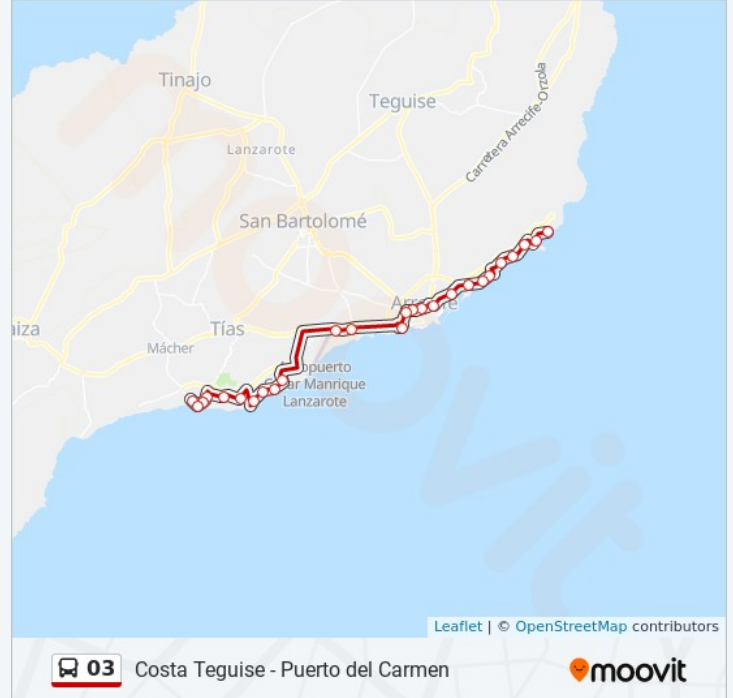 Tinajo
Teguise
Carretera Arrecife-Orzola
Lanzarote
San Bartolomé
Arrecife
aiza
Tías
Mácher
Aeropuerto
César Manrique
Lanzarote
moovit
Leaflet | © OpenStreetMap contributors
03 Costa Teguise - Puerto del Carmen
moovit